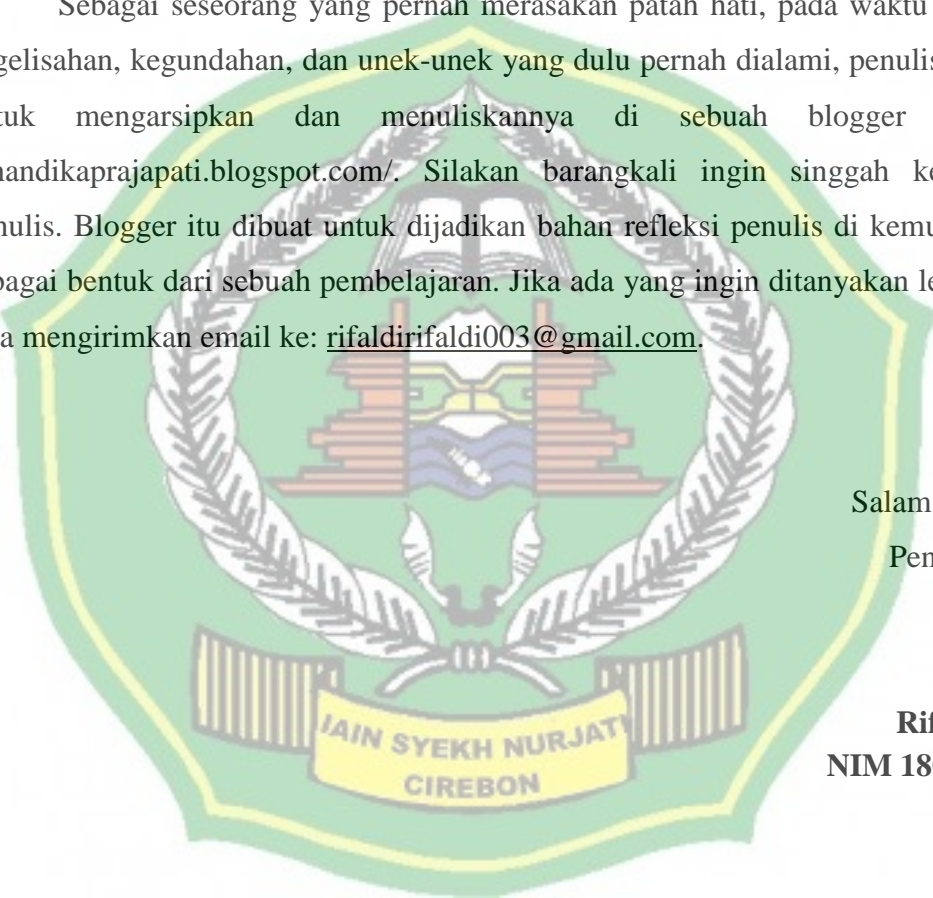 Sebagai seseorang yang pernah merasakan patah hati, pada waktu
gelisahan, kegundahan, dan unek-unek yang dulu pernah dialami, penulis
tuk mengarsipkan dan menuliskannya di sebuah blogger
handikaprajapati.blogspot.com/. Silakan barangkali ingin singgah ke
nulis. Blogger itu dibuat untuk dijadikan bahan refleksi penulis di kemu
bagai bentuk dari sebuah pembelajaran. Jika ada yang ingin ditanyakan le
a mengirimkan email ke: rifaldirifaldi003@gmail.com.
Salam
Pen
Rif
NIM 18
IAIN SYEKH NURJATI
CIREBON